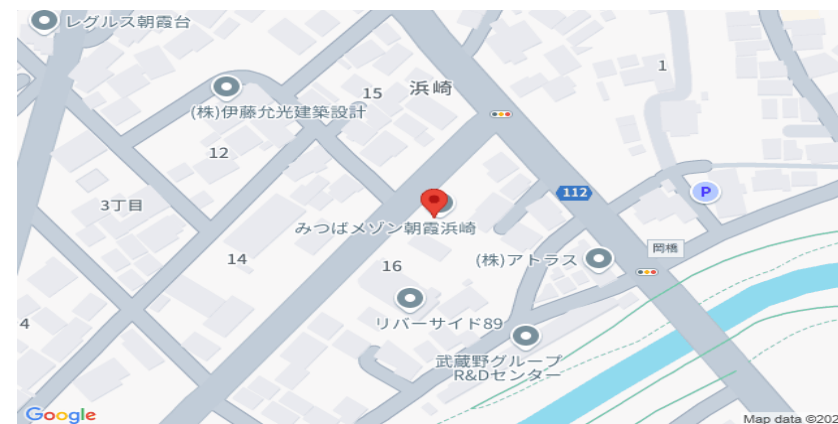 レグルス朝霞台
1
浜崎
15
(株)伊藤允光建築設計
12
112
P
3丁目
みつばメゾン朝霞浜崎
岡橋
14
(株)アトラス
16
4
リバーサイド89
武蔵野グループ
R&Dセンター
Google
Map data ©202